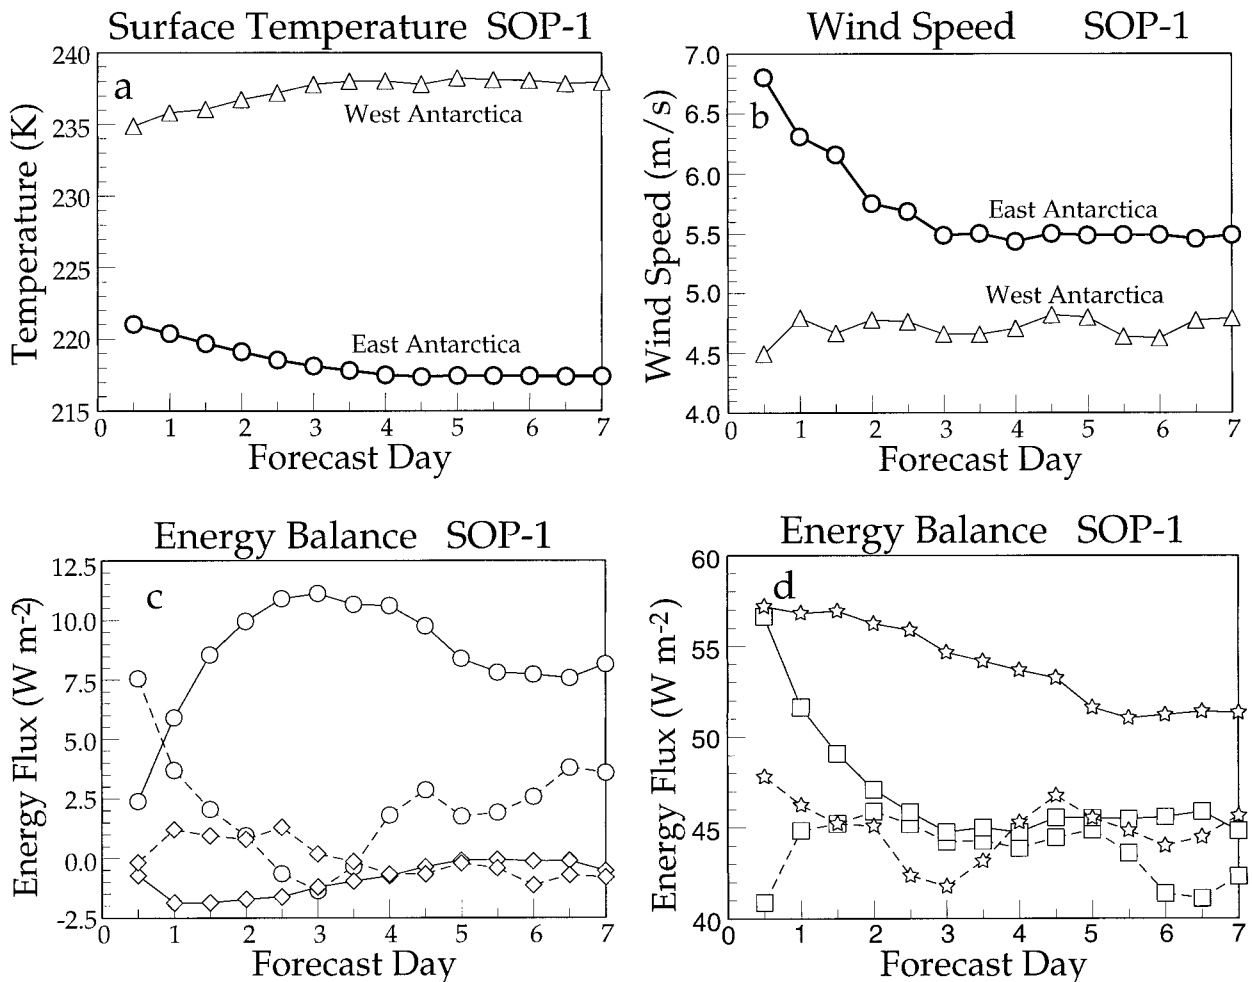 Surface Temperature SOP-1
a
240
235
230
225
220
215
Temperature (K)
West Antarctica
East Antarctica
0 1 2 3 4 5 6 7
Forecast Day
Wind Speed SOP-1
b
7.0
6.5
6.0
5.5
5.0
4.5
4.0
Wind Speed (m/s)
East Antarctica
West Antarctica
0 1 2 3 4 5 6 7
Forecast Day
Energy Balance SOP-1
c
12.5
10.0
7.5
5.0
2.5
0.0
-2.5
Energy Flux (W m-2)
0 1 2 3 4 5 6 7
Forecast Day
Energy Balance SOP-1
d
60
55
50
45
40
Energy Flux (W m-2)
0 1 2 3 4 5 6 7
Forecast Day